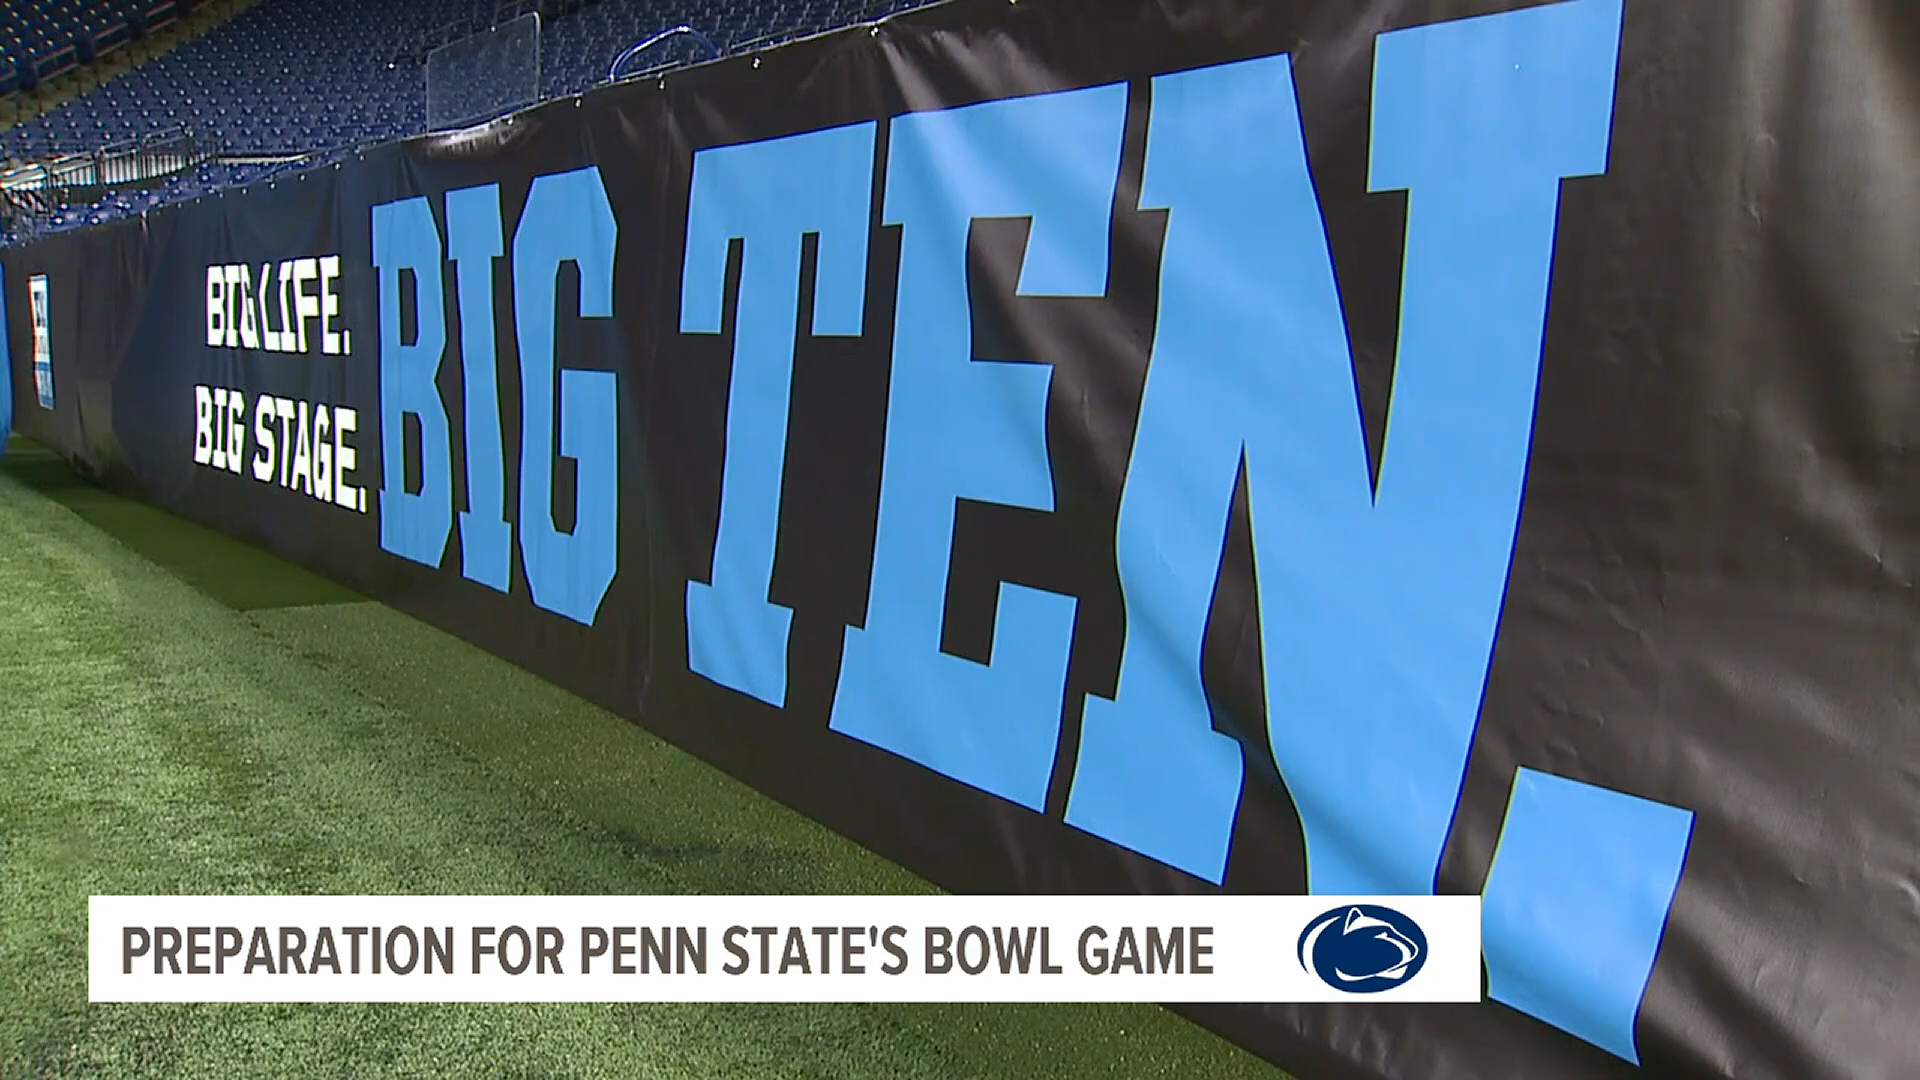 BIG LIFE.
BIG STAGE.
BIG TEN.
PREPARATION FOR PENN STATE'S BOWL GAME